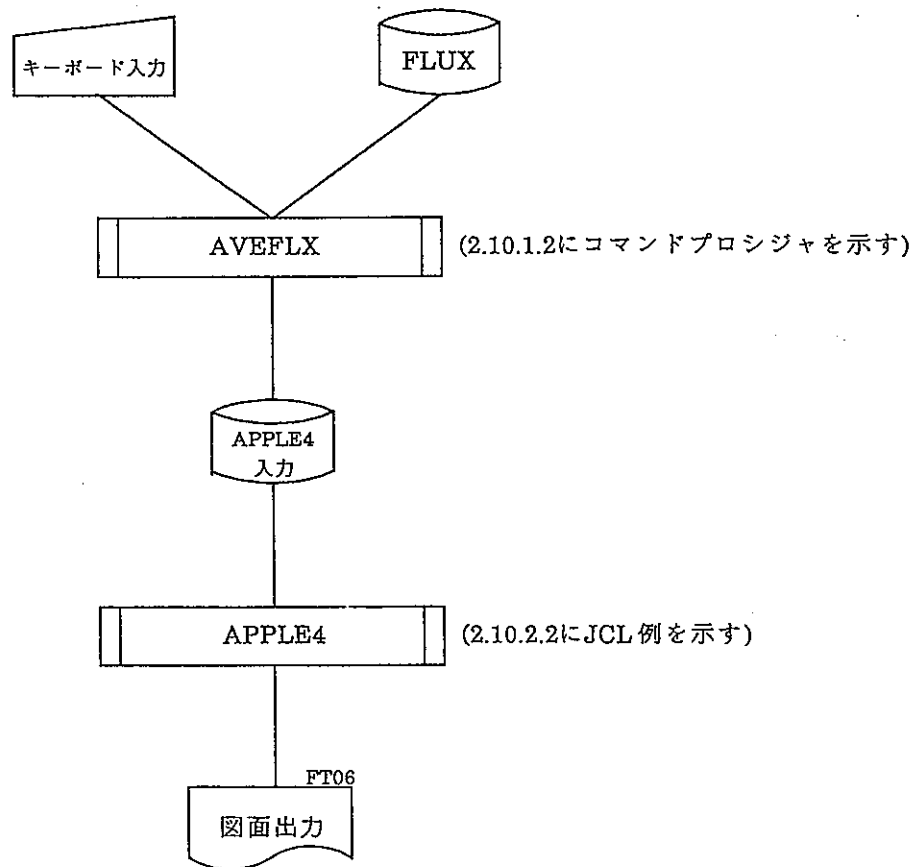 キーボード入力
FLUX
AVEFLX
(2.10.1.2にコマンドプロシジャを示す)
APPLE4
入力
APPLE4
(2.10.2.2にJCL例を示す)
FT06
図面出力